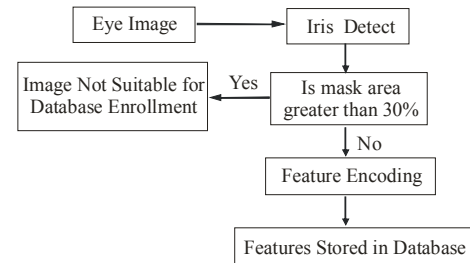 Eye Image
Iris Detect
Image Not Suitable for
Database Enrollment
Yes
Is mask area
greater than 30%
No
Feature Encoding
Features Stored in Database